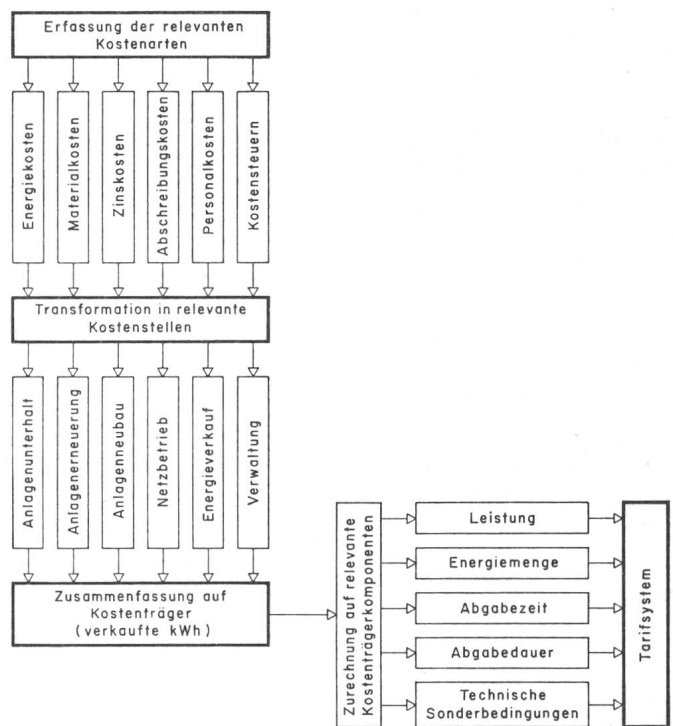 Erfassung der relevanten
Kostenarten
Energiekosten
Materialkosten
Zinskosten
Abschreibungskosten
Personalkosten
Kostensteuern
Transformation in relevante
Kostenstellen
Anlagenunterhalt
Anlagenerneuerung
Anlagenneubau
Netzbetrieb
Energieverkauf
Verwaltung
Zusammenfassung auf
Kostenträger
(verkaufte kWh)
Zurechnung auf relevante
Kostenträgerkomponenten
Leistung
Energiemenge
Abgabezeit
Abgabedauer
Technische
Sonderbedingungen
Tarifsystem